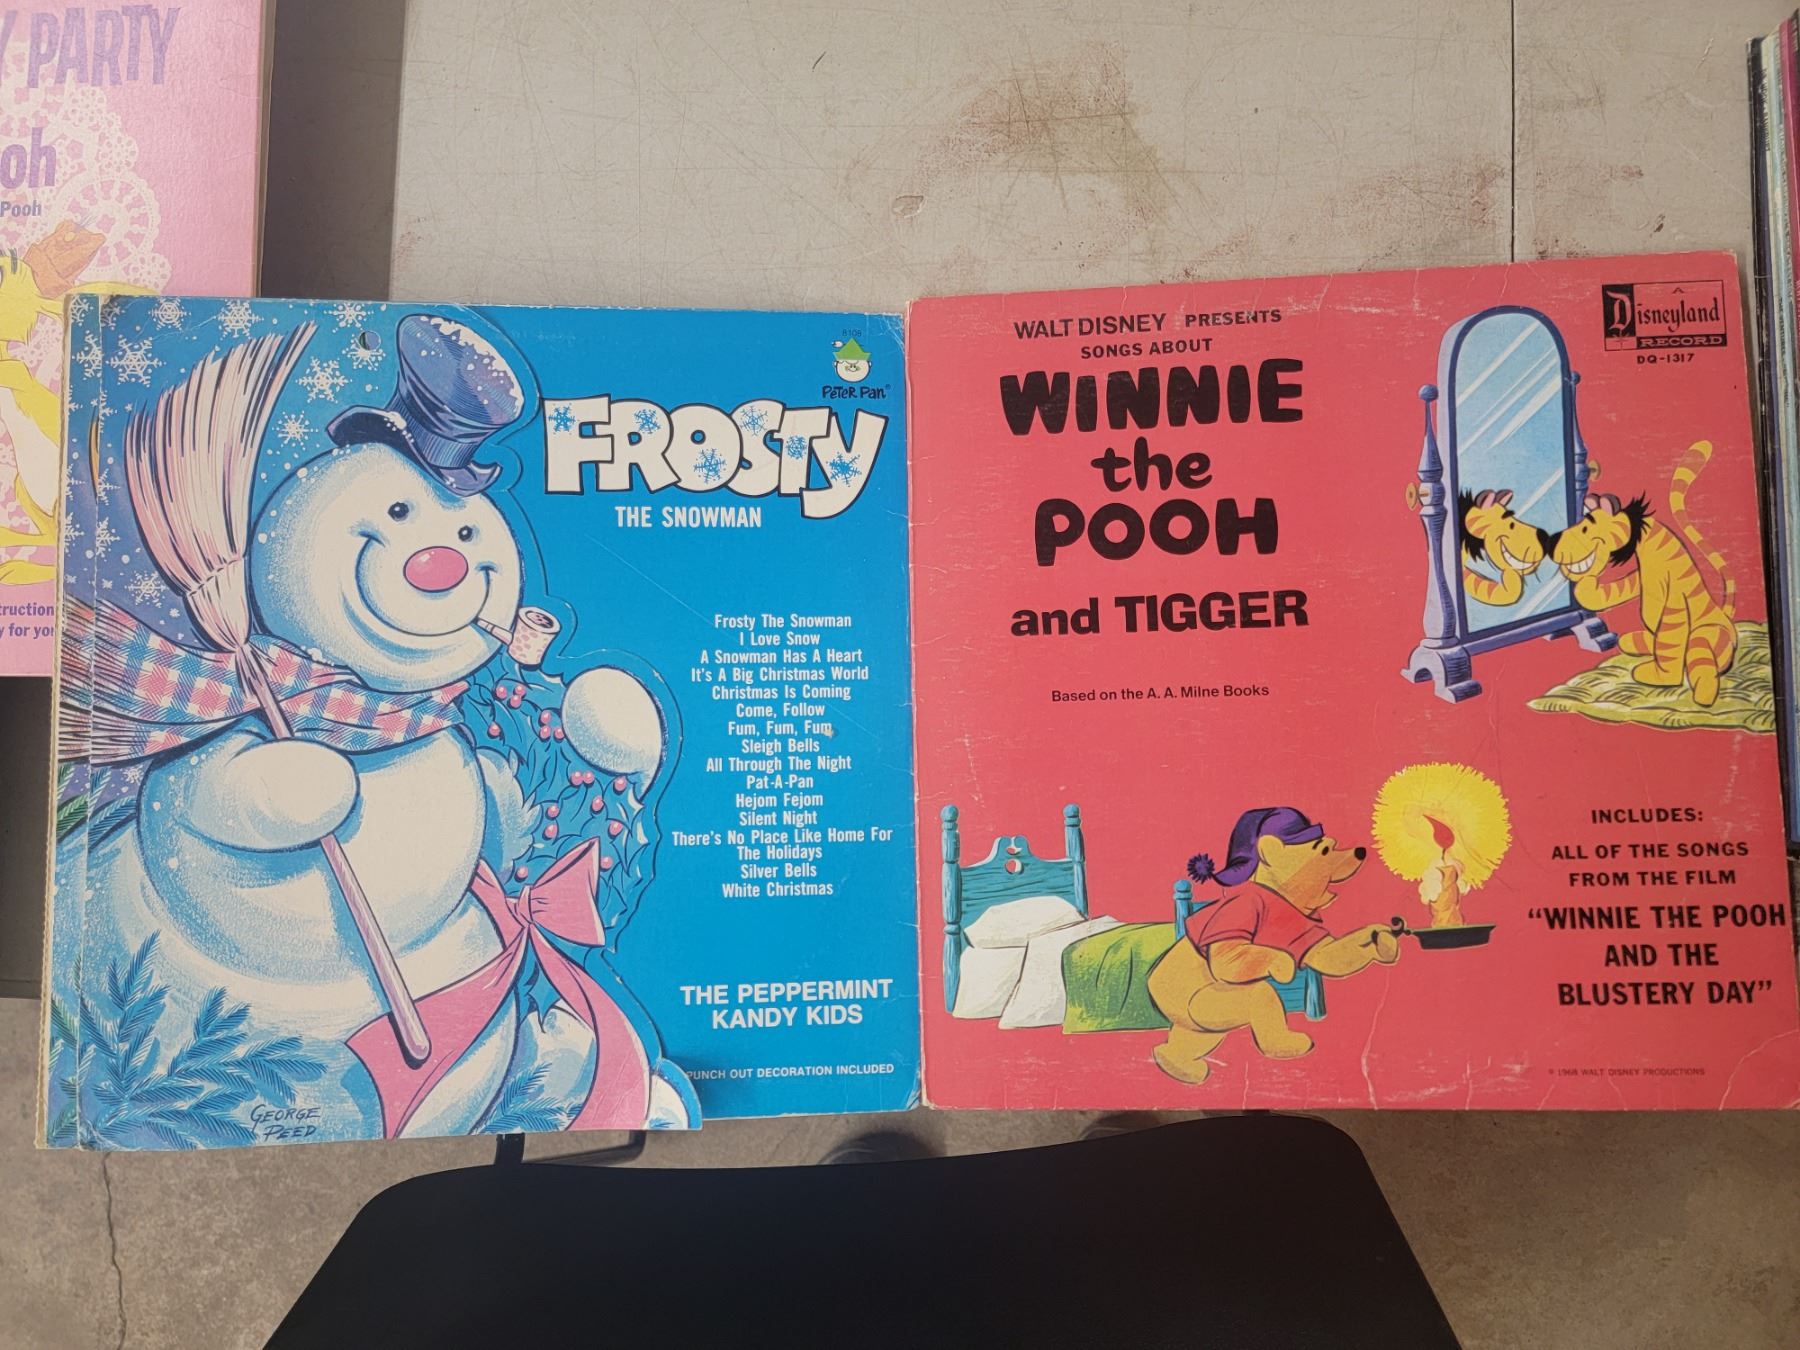 PARTY
Pooh
ruction
y for you
8108
PETER PAN®
FROSTY
THE SNOWMAN
Frosty The Snowman
I Love Snow
A Snowman Has A Heart
It's A Big Christmas World
Christmas Is Coming
Come, Follow
Fum, Fum, Fum
Sleigh Bells
All Through The Night
Pat-A-Pan
Hejom Fejom
Silent Night
There's No Place Like Home For
The Holidays
Silver Bells
White Christmas
THE PEPPERMINT
KANDY KIDS
PUNCH OUT DECORATION INCLUDED
GEORGE
PEED
WALT DISNEY PRESENTS
SONGS ABOUT
WINNIE
the
POOH
and TIGGER
Based on the A. A. Milne Books
A
Disneyland
RECORD
DQ-1317
INCLUDES:
ALL OF THE SONGS
FROM THE FILM
“WINNIE THE POOH
AND THE
BLUSTERY DAY”
© 1968 WALT DISNEY PRODUCTIONS